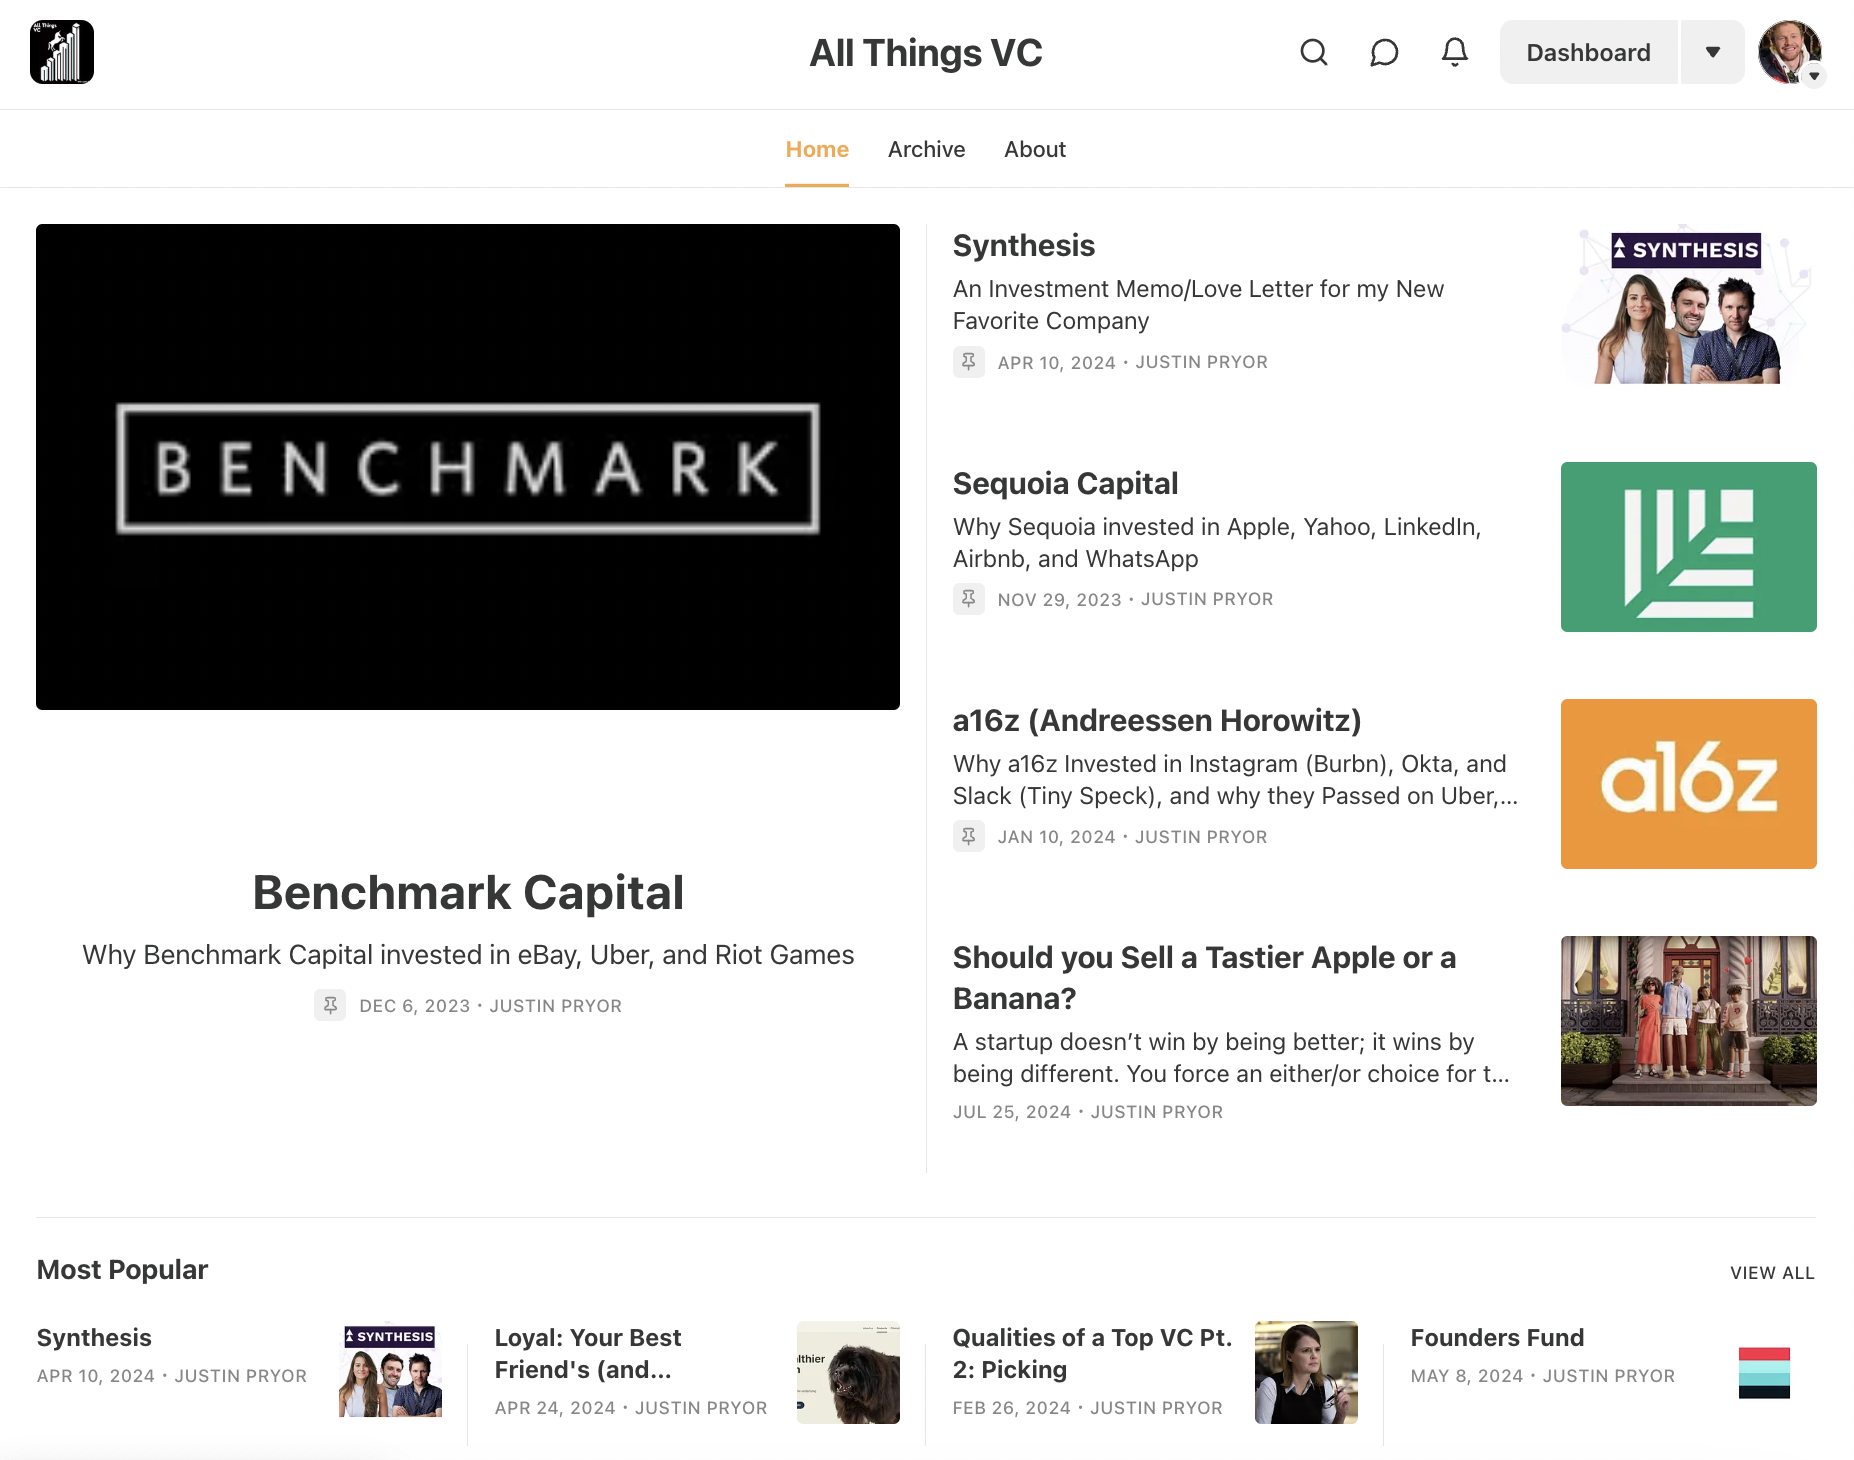 All Things
VC
All Things VC
Dashboard
Home
Archive
About
BENCHMARK
Benchmark Capital
Why Benchmark Capital invested in eBay, Uber, and Riot Games
DEC 6, 2023 · JUSTIN PRYOR
Synthesis
An Investment Memo/Love Letter for my New
Favorite Company
APR 10, 2024 · JUSTIN PRYOR
SYNTHESIS
Sequoia Capital
Why Sequoia invested in Apple, Yahoo, LinkedIn,
Airbnb, and WhatsApp
NOV 29, 2023 · JUSTIN PRYOR
a16z (Andreessen Horowitz)
Why a16z Invested in Instagram (Burbn), Okta, and
Slack (Tiny Speck), and why they Passed on Uber,...
JAN 10, 2024 · JUSTIN PRYOR
a16z
Should you Sell a Tastier Apple or a
Banana?
A startup doesn’t win by being better; it wins by
being different. You force an either/or choice for t...
JUL 25, 2024 · JUSTIN PRYOR
Most Popular
VIEW ALL
Synthesis
APR 10, 2024 · JUSTIN PRYOR
SYNTHESIS
Loyal: Your Best
Friend's (and...
APR 24, 2024 · JUSTIN PRYOR
lthier
Qualities of a Top VC Pt.
2: Picking
FEB 26, 2024 · JUSTIN PRYOR
Founders Fund
MAY 8, 2024 · JUSTIN PRYOR